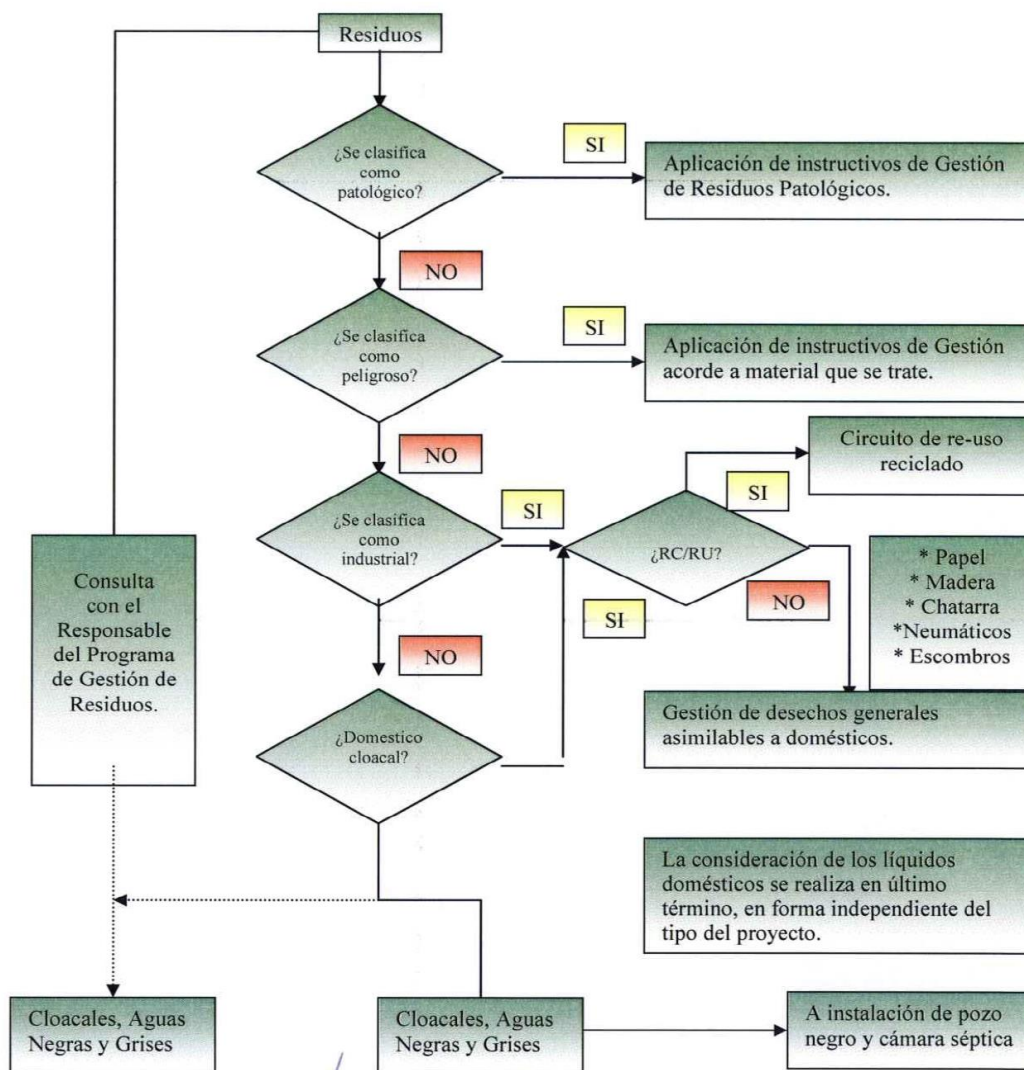 Residuos
¿Se clasifica
como
patológico?
SI
Aplicación de instructivos de Gestión
de Residuos Patológicos.
NO
¿Se clasifica
como
peligroso?
SI
Aplicación de instructivos de Gestión
acorde a material que se trate.
NO
Circuito de re-uso
reciclado
¿Se clasifica
como
industrial?
SI
¿RC/RU?
SI
SI
NO
* Papel
* Madera
* Chatarra
*Neumáticos
* Escombros
Consulta
con el
Responsable
del Programa
de Gestión de
Residuos.
NO
Gestión de desechos generales
asimilables a domésticos.
¿Domestico
cloacal?
La consideración de los líquidos
domésticos se realiza en último
término, en forma independiente del
tipo del proyecto.
Cloacales, Aguas
Negras y Grises
Cloacales, Aguas
Negras y Grises
A instalación de pozo
negro y cámara séptica